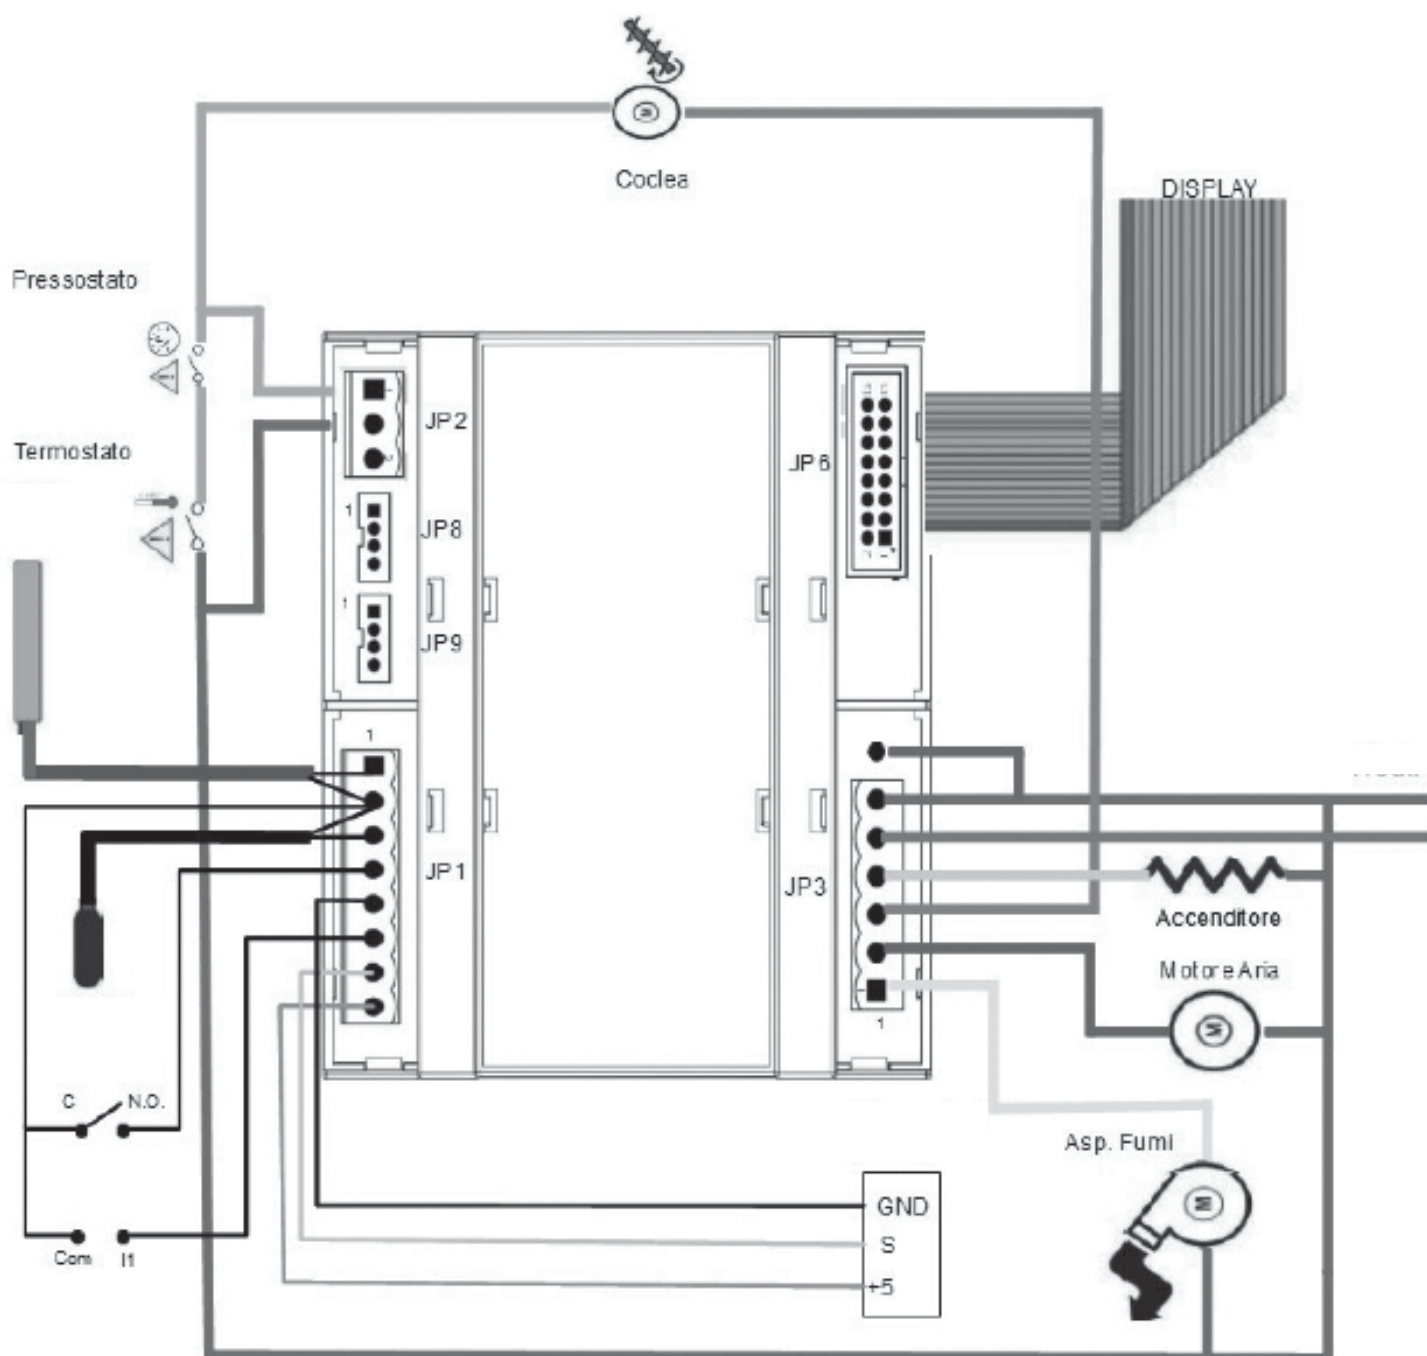 Coclea
DISPLAY
Pressostato
JP2
JP6
Termostato
1
JP8
1
JP9
1
JP1
JP3
Accenditore
Motore Aria
M
1
C
N.O.
Asp. Fumi
M
GND
S
+5
Com
I1
M